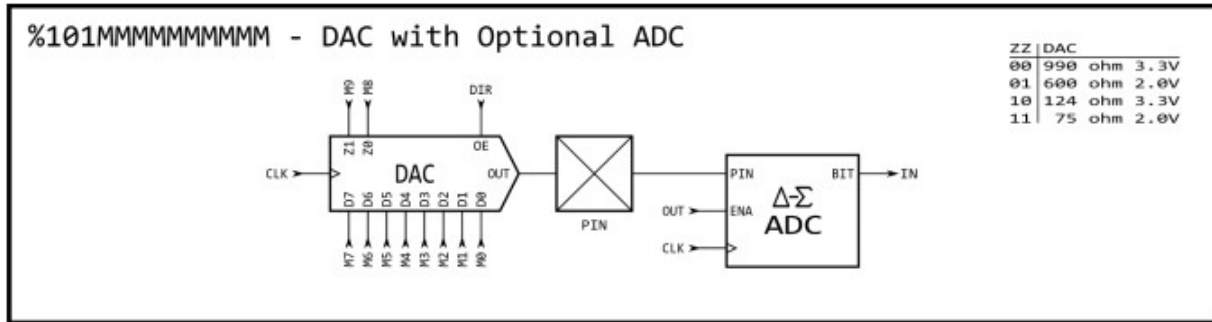 %101MMMMMMMMMM - DAC with Optional ADC
ZZ DAC
00 990 ohm 3.3V
01 600 ohm 2.0V
10 124 ohm 3.3V
11 75 ohm 2.0V
M9 M8 DIR
Z1 Z0 OE
CLK DAC OUT
D7 D6 D5 D4 D3 D2 D1 D0
M7 M6 M5 M4 M3 M2 M1 M0
PIN
PIN BIT IN
OUT ENA Δ-Σ
ADC
CLK